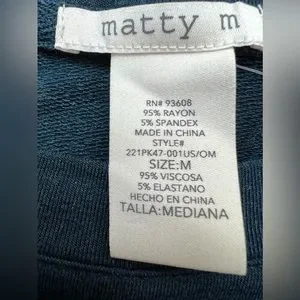 matty m
RN# 93608
95% RAYON
5% SPANDEX
MADE IN CHINA
STYLE#
221PK47-001US/OM
SIZE:M
95% VISCOSA
5% ELASTANO
HECHO EN CHINA
TALLA:MEDIANA